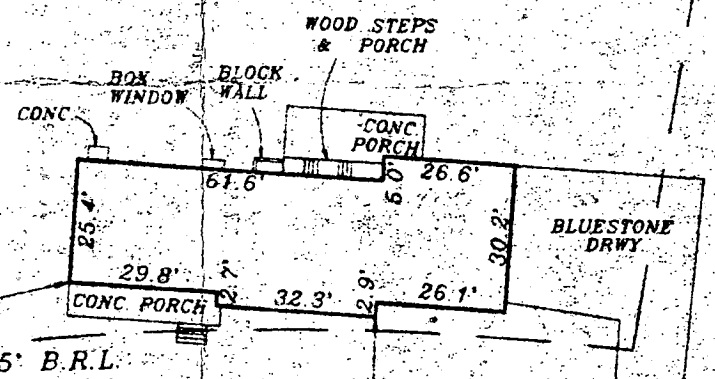 WOOD STEPS
& PORCH
BOX
WINDOW
BLOCK
WALL
CONC
CONC.
PORCH
61.6'
5.0'
26.6'
25.4'
30.2'
BLUESTONE
DRWY
29.8'
2.7'
32.3'
2.9'
26.1'
CONC. PORCH
5' B.R.L.